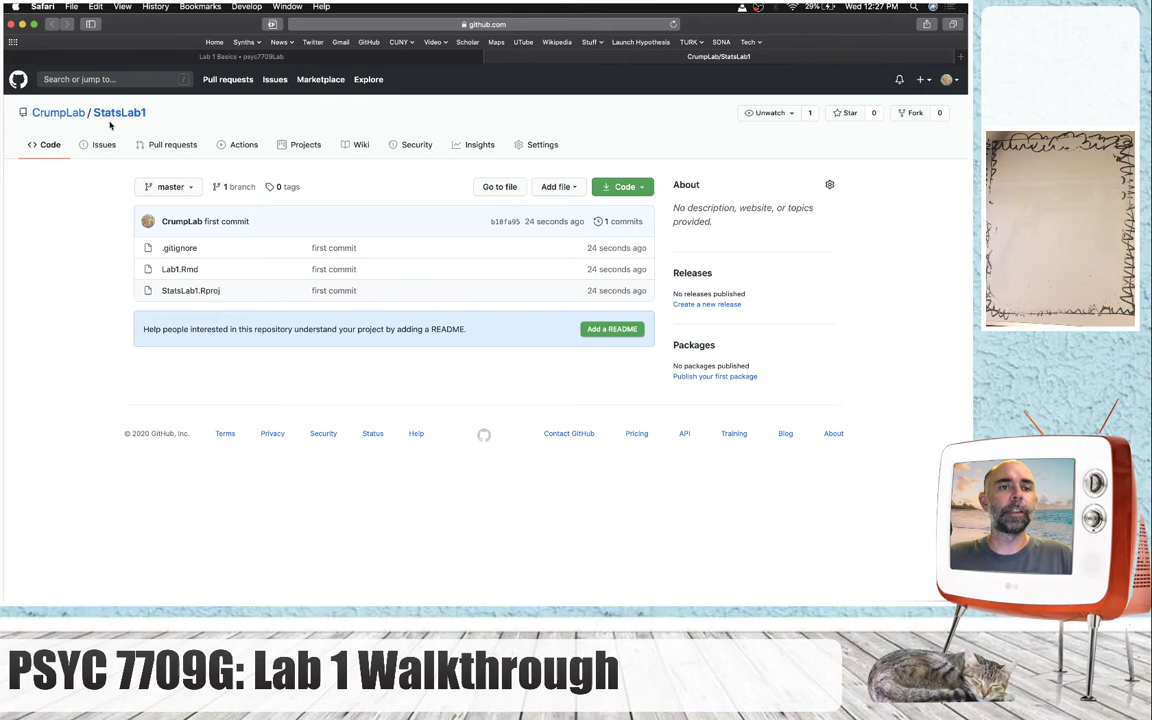 Safari File Edit View History Bookmarks Develop Window Help 29% Wed 12:27 PM
github.com
Home Synths News Twitter Gmail GitHub CUNY Video Scholar Maps UTube Wikipedia Stuff Launch Hypothesis TURK SONA Tech
Lab 1 Basics • psyc7709Lab CrumpLab/StatsLab1
Search or jump to... / Pull requests Issues Marketplace Explore
CrumpLab / StatsLab1 Unwatch 1 Star 0 Fork 0
Code Issues Pull requests Actions Projects Wiki Security Insights Settings
master 1 branch 0 tags Go to file Add file Code
About
No description, website, or topics
provided.
CrumpLab first commit b10fa95 24 seconds ago 1 commits
.gitignore first commit 24 seconds ago
Lab1.Rmd first commit 24 seconds ago
StatsLab1.Rproj first commit 24 seconds ago
Help people interested in this repository understand your project by adding a README. Add a README
Releases
No releases published
Create a new release
Packages
No packages published
Publish your first package
© 2020 GitHub, Inc. Terms Privacy Security Status Help Contact GitHub Pricing API Training Blog About
LG
PSYC 7709G: Lab 1 Walkthrough